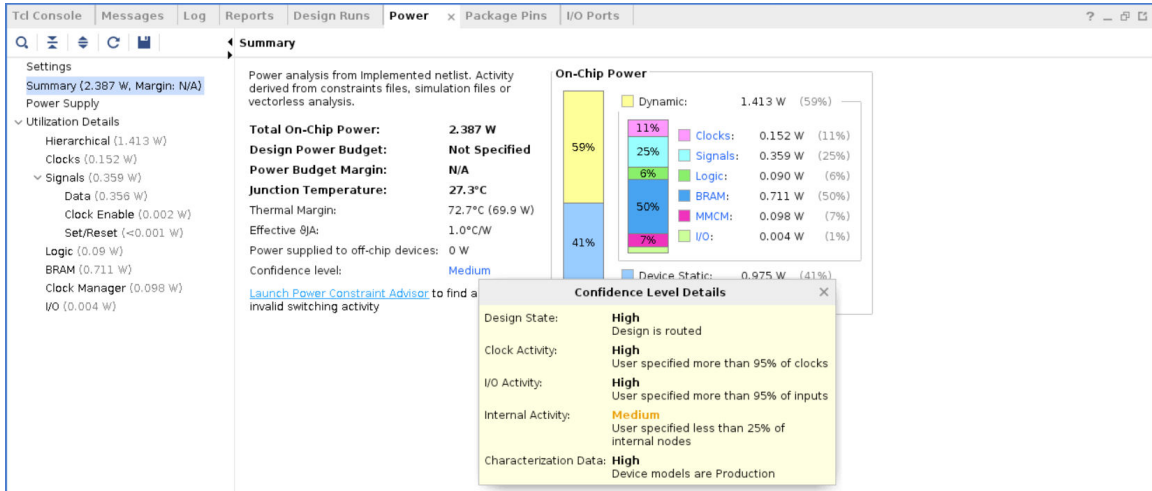 Tcl Console Messages Log Reports Design Runs Power × Package Pins I/O Ports ? _
Summary
Settings
Summary (2.387 W, Margin: N/A)
Power Supply
Utilization Details
Hierarchical (1.413 W)
Clocks (0.152 W)
Signals (0.359 W)
Data (0.356 W)
Clock Enable (0.002 W)
Set/Reset (<0.001 W)
Logic (0.09 W)
BRAM (0.711 W)
Clock Manager (0.098 W)
I/O (0.004 W)
Power analysis from Implemented netlist. Activity
derived from constraints files, simulation files or
vectorless analysis.
Total On-Chip Power: 2.387 W
Design Power Budget: Not Specified
Power Budget Margin: N/A
Junction Temperature: 27.3°C
Thermal Margin: 72.7°C (69.9 W)
Effective ϑJA: 1.0°C/W
Power supplied to off-chip devices: 0 W
Confidence level: Medium
Launch Power Constraint Advisor to find a
invalid switching activity
On-Chip Power
59%
41%
Dynamic: 1.413 W (59%)
11% Clocks: 0.152 W (11%)
25% Signals: 0.359 W (25%)
6% Logic: 0.090 W (6%)
50% BRAM: 0.711 W (50%)
MMCM: 0.098 W (7%)
7% I/O: 0.004 W (1%)
Device Static: 0.975 W (41%)
Confidence Level Details ×
Design State: High
Design is routed
Clock Activity: High
User specified more than 95% of clocks
I/O Activity: High
User specified more than 95% of inputs
Internal Activity: Medium
User specified less than 25% of
internal nodes
Characterization Data: High
Device models are Production